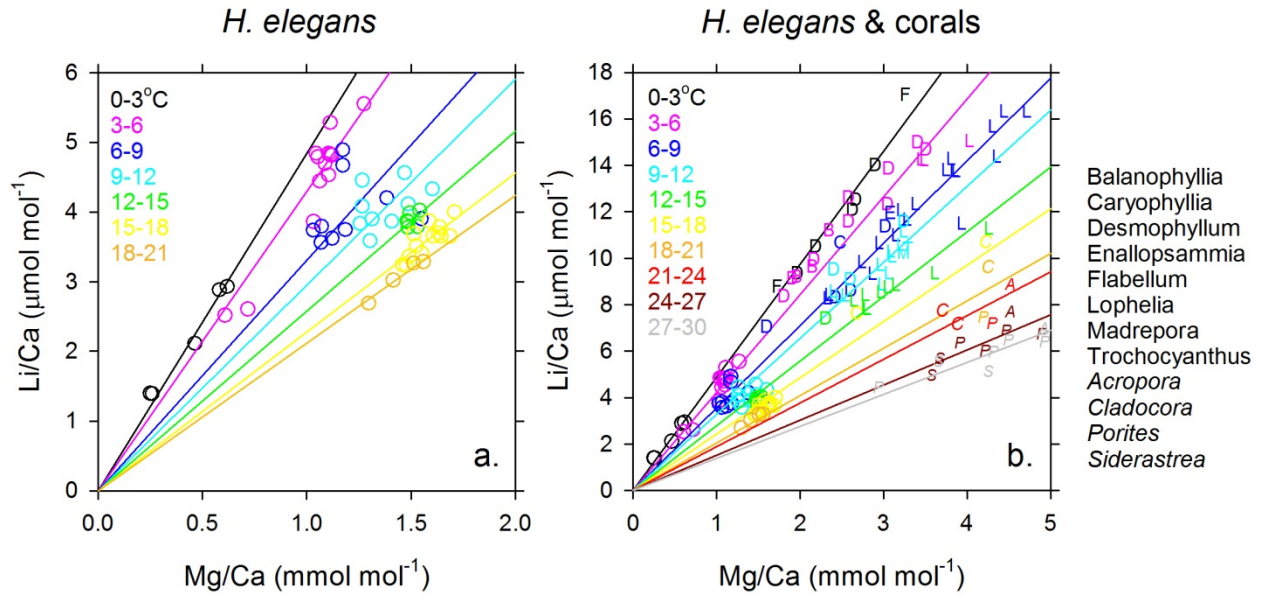 H. elegans
H. elegans & corals
6
5
4
3
2
1
0
Li/Ca (μmol mol-1)
0-3oC
3-6
6-9
9-12
12-15
15-18
18-21
a.
0.0 0.5 1.0 1.5 2.0
Mg/Ca (mmol mol-1)
18
16
14
12
10
8
6
4
2
0
Li/Ca (μmol mol-1)
0-3oC
3-6
6-9
9-12
12-15
15-18
18-21
21-24
24-27
27-30
b.
0 1 2 3 4 5
Mg/Ca (mmol mol-1)
Balanophyllia
Caryophyllia
Desmophyllum
Enallopsammia
Flabellum
Lophelia
Madrepora
Trochocyanthus
Acropora
Cladocora
Porites
Siderastrea